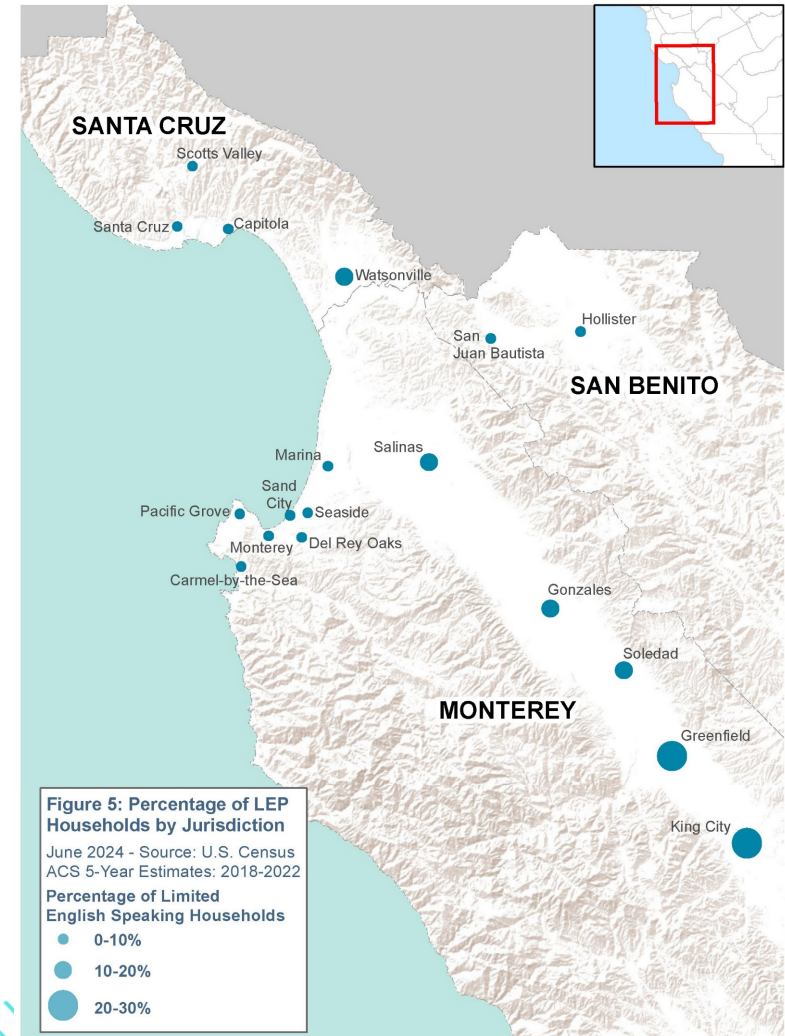 SANTA CRUZ
Scotts Valley
Santa Cruz
Capitola
Watsonville
Hollister
San
Juan Bautista
SAN BENITO
Marina
Salinas
Sand
City
Pacific Grove
Seaside
Monterey
Del Rey Oaks
Carmel-by-the-Sea
Gonzales
Soledad
MONTEREY
Greenfield
King City
Figure 5: Percentage of LEP
Households by Jurisdiction
June 2024 - Source: U.S. Census
ACS 5-Year Estimates: 2018-2022
Percentage of Limited
English Speaking Households
0-10%
10-20%
20-30%